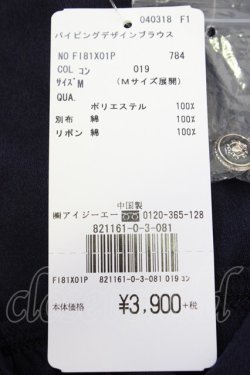 040318 F1
パイピングデザインブラウス
NO FI81X01P 784
COL コン 019
サイズ M (Mサイズ展開)
QUA.
ポリエステル 100%
別布 綿 100%
リボン 綿 100%
中国製
㈱アイジーエー 0120-365-128
821161-0-3-081
FI81X01P 821161-0-3-081 019 コン
本体価格 ¥3,900+税